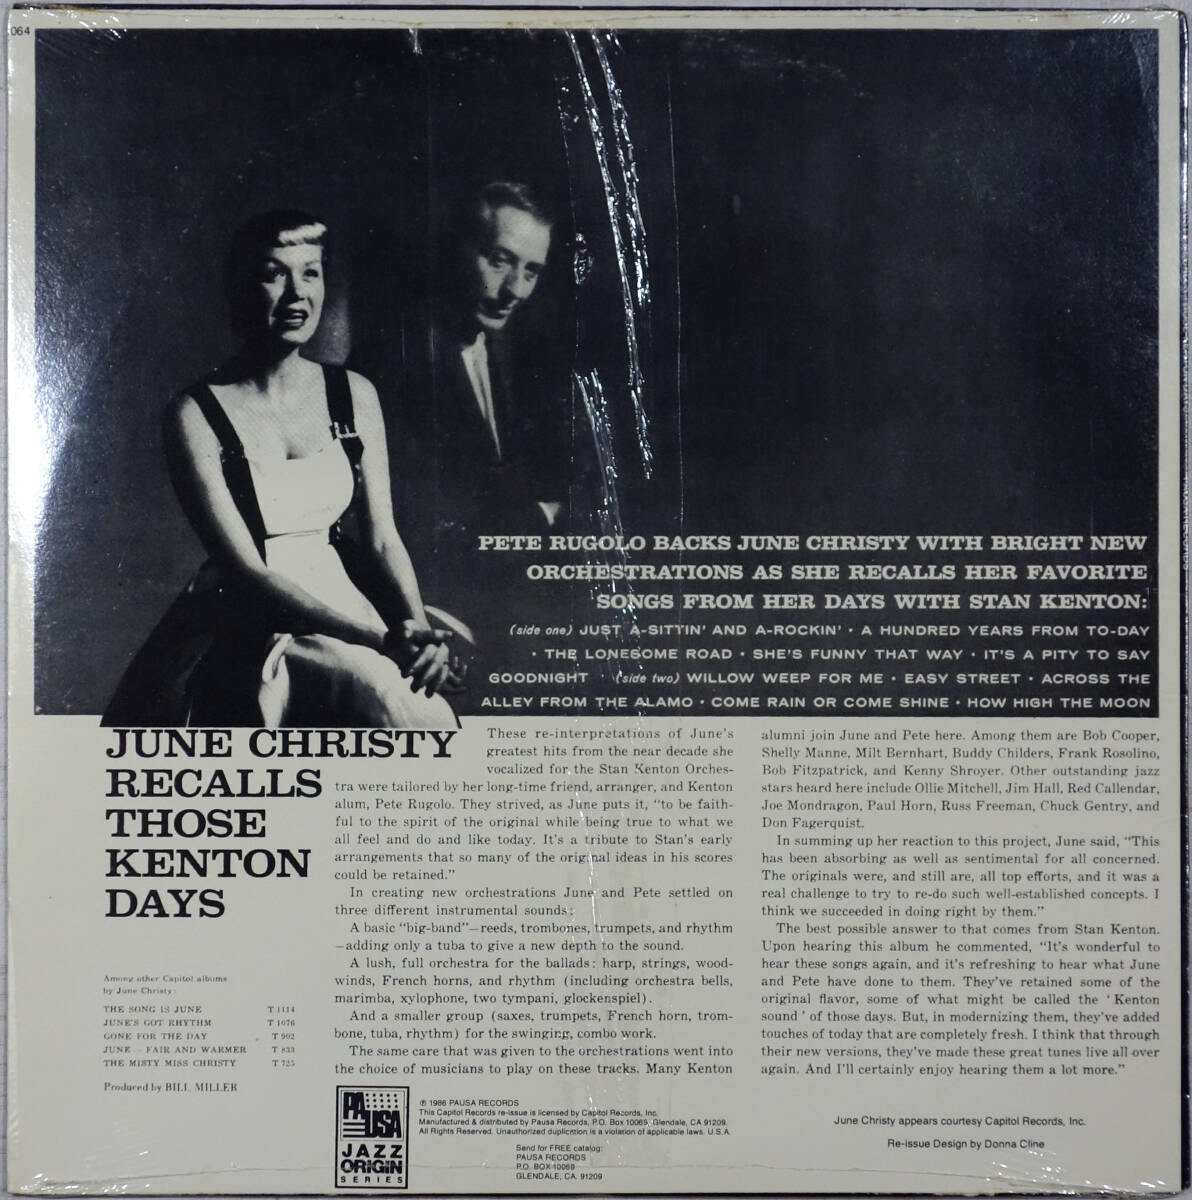 064
PETE RUGOLO BACKS JUNE CHRISTY WITH BRIGHT NEW
ORCHESTRATIONS AS SHE RECALLS HER FAVORITE
SONGS FROM HER DAYS WITH STAN KENTON:
(side one) JUST A-SITTIN' AND A-ROCKIN' · A HUNDRED YEARS FROM TO-DAY
· THE LONESOME ROAD · SHE'S FUNNY THAT WAY · IT'S A PITY TO SAY
GOODNIGHT · (side two) WILLOW WEEP FOR ME · EASY STREET · ACROSS THE
ALLEY FROM THE ALAMO · COME RAIN OR COME SHINE · HOW HIGH THE MOON
JUNE CHRISTY
RECALLS
THOSE
KENTON
DAYS
Among other Capitol albums
by June Christy:
THE SONG IS JUNE T 1114
JUNE'S GOT RHYTHM T 1076
GONE FOR THE DAY T 902
JUNE – FAIR AND WARMER T 833
THE MISTY MISS CHRISTY T 725
Produced by BILL MILLER
These re-interpretations of June's
greatest hits from the near decade she
vocalized for the Stan Kenton Orches-
tra were tailored by her long-time friend, arranger, and Kenton
alum, Pete Rugolo. They strived, as June puts it, "to be faith-
ful to the spirit of the original while being true to what we
all feel and do and like today. It's a tribute to Stan's early
arrangements that so many of the original ideas in his scores
could be retained."
In creating new orchestrations June and Pete settled on
three different instrumental sounds:
A basic "big-band"—reeds, trombones, trumpets, and rhythm
—adding only a tuba to give a new depth to the sound.
A lush, full orchestra for the ballads: harp, strings, wood-
winds, French horns, and rhythm (including orchestra bells,
marimba, xylophone, two tympani, glockenspiel).
And a smaller group (saxes, trumpets, French horn, trom-
bone, tuba, rhythm) for the swinging, combo work.
The same care that was given to the orchestrations went into
the choice of musicians to play on these tracks. Many Kenton
alumni join June and Pete here. Among them are Bob Cooper,
Shelly Manne, Milt Bernhart, Buddy Childers, Frank Rosolino,
Bob Fitzpatrick, and Kenny Shroyer. Other outstanding jazz
stars heard here include Ollie Mitchell, Jim Hall, Red Callendar,
Joe Mondragon, Paul Horn, Russ Freeman, Chuck Gentry, and
Don Fagerquist.
In summing up her reaction to this project, June said, "This
has been absorbing as well as sentimental for all concerned.
The originals were, and still are, all top efforts, and it was a
real challenge to try to re-do such well-established concepts. I
think we succeeded in doing right by them."
The best possible answer to that comes from Stan Kenton.
Upon hearing this album he commented, "It's wonderful to
hear these songs again, and it's refreshing to hear what June
and Pete have done to them. They've retained some of the
original flavor, some of what might be called the 'Kenton
sound' of those days. But, in modernizing them, they've added
touches of today that are completely fresh. I think that through
their new versions, they've made these great tunes live all over
again. And I'll certainly enjoy hearing them a lot more."
PAUSA
JAZZ
ORIGIN
SERIES
℗ 1986 PAUSA RECORDS
This Capitol Records re-issue is licensed by Capitol Records, Inc.
Manufactured & distributed by Pausa Records, P.O. Box 10069, Glendale, CA 91209.
All Rights Reserved. Unauthorized duplication is a violation of applicable laws. U.S.A.
Send for FREE catalog:
PAUSA RECORDS
P.O. BOX 10069
GLENDALE, CA 91209
June Christy appears courtesy Capitol Records, Inc.
Re-issue Design by Donna Cline